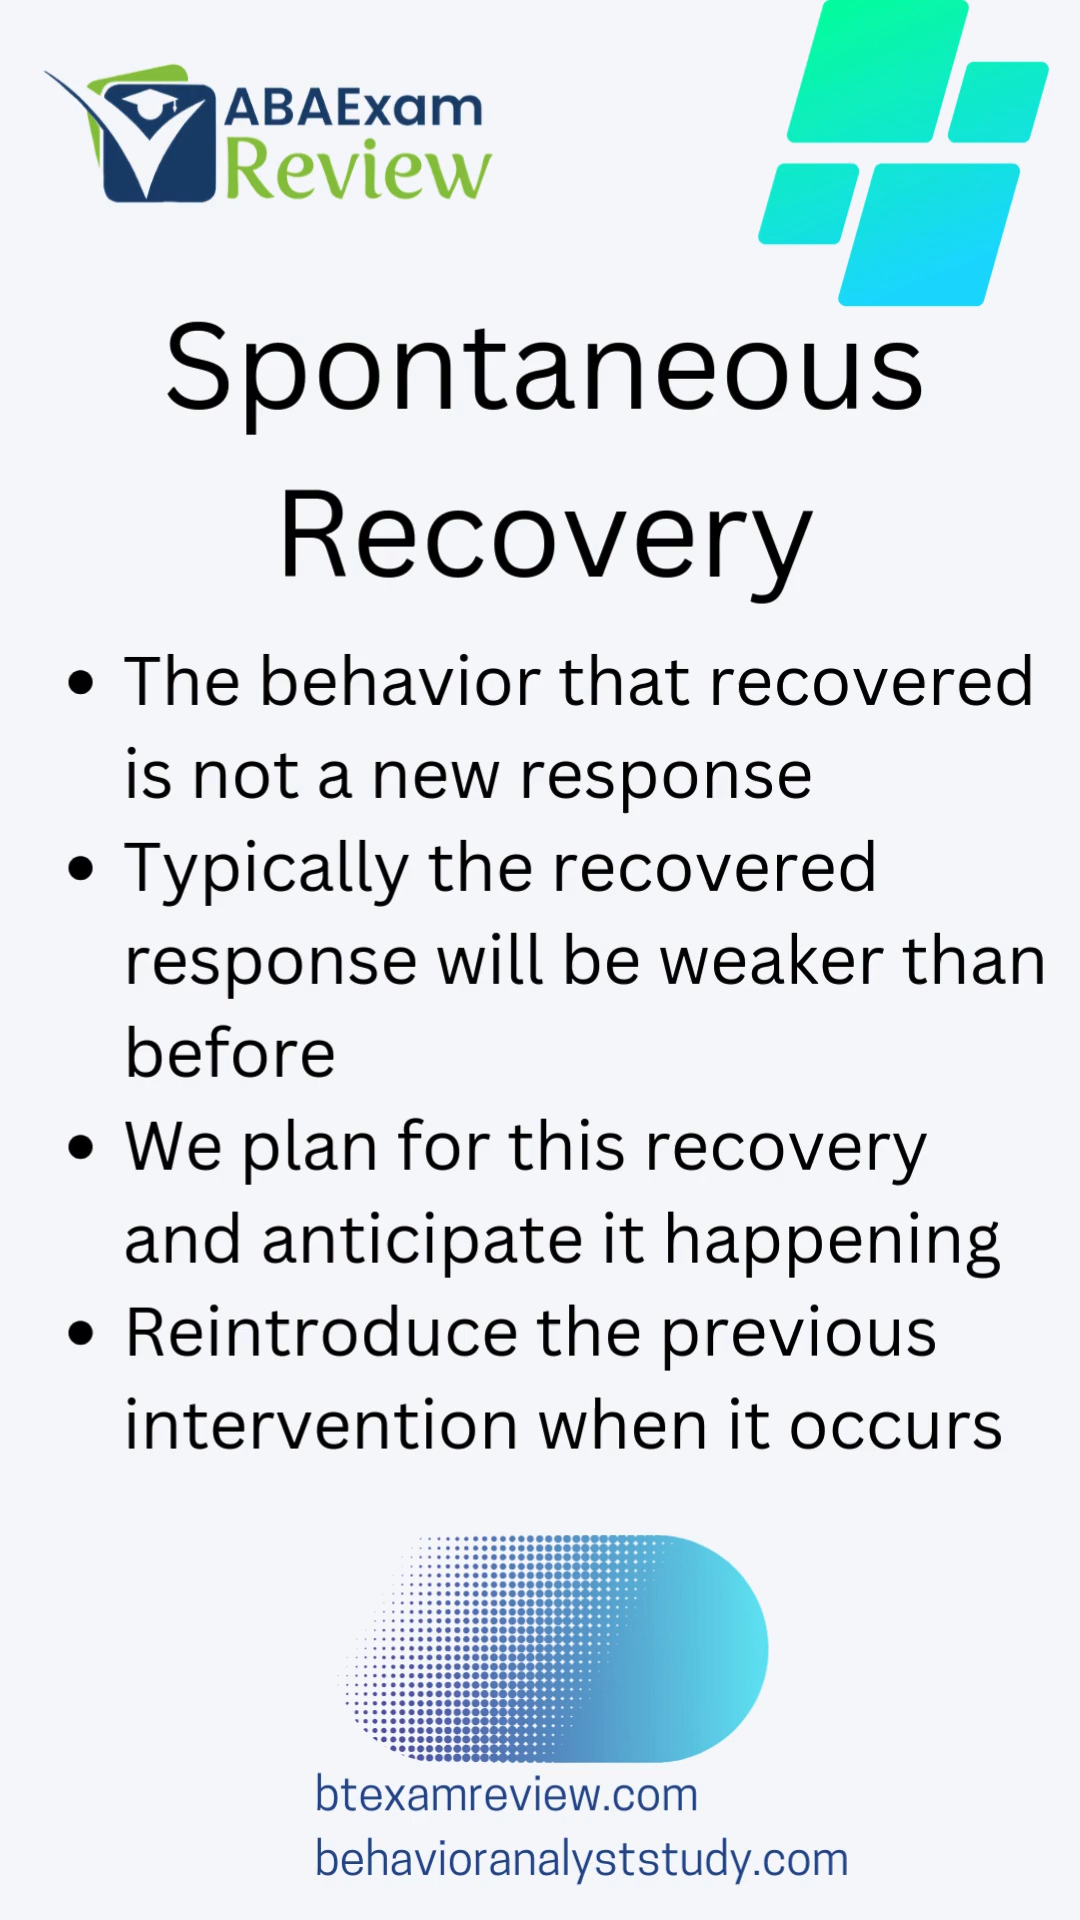 ABAExam
Review
Spontaneous
Recovery
• The behavior that recovered
is not a new response
• Typically the recovered
response will be weaker than
before
• We plan for this recovery
and anticipate it happening
• Reintroduce the previous
intervention when it occurs
btexamreview.com
behavioranalyststudy.com